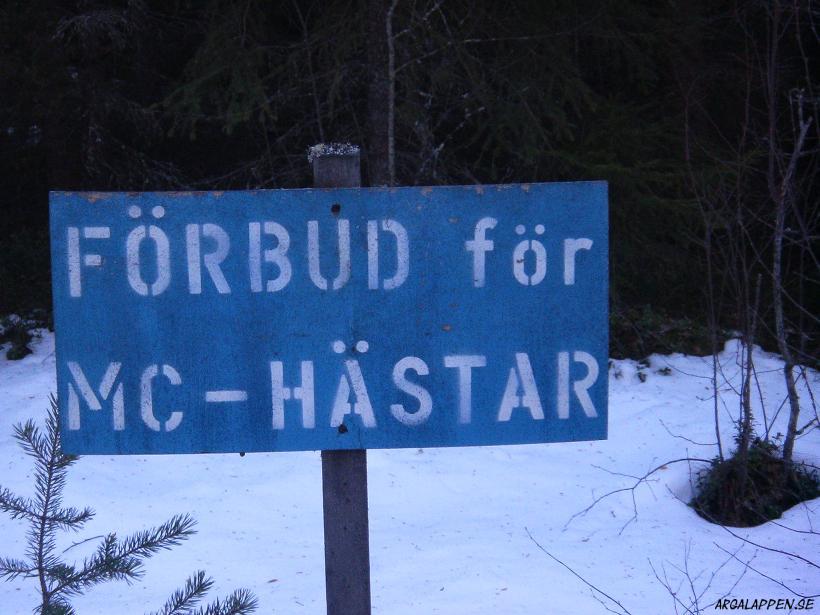 FÖRBUD för
MC-HÄSTAR
ARGALAPPEN.SE